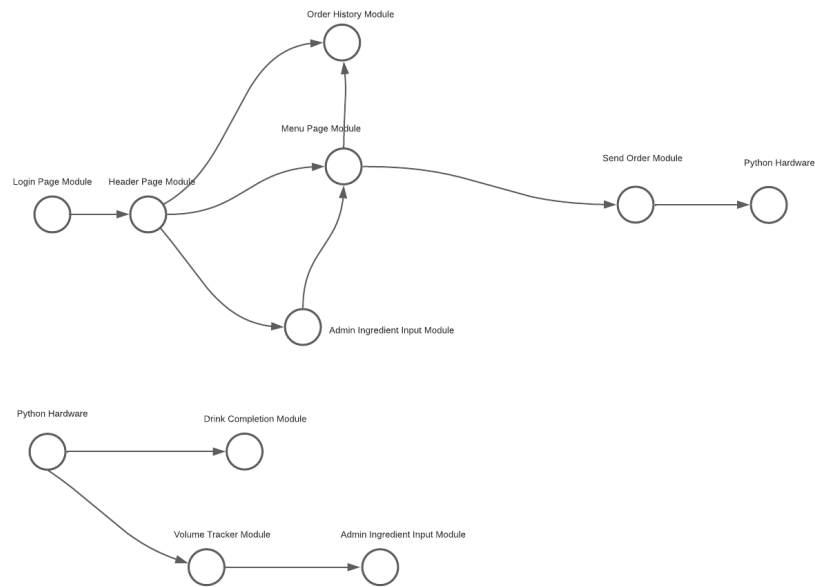 Order History Module
Menu Page Module
Send Order Module
Python Hardware
Login Page Module
Header Page Module
Admin Ingredient Input Module
Python Hardware
Drink Completion Module
Volume Tracker Module
Admin Ingredient Input Module